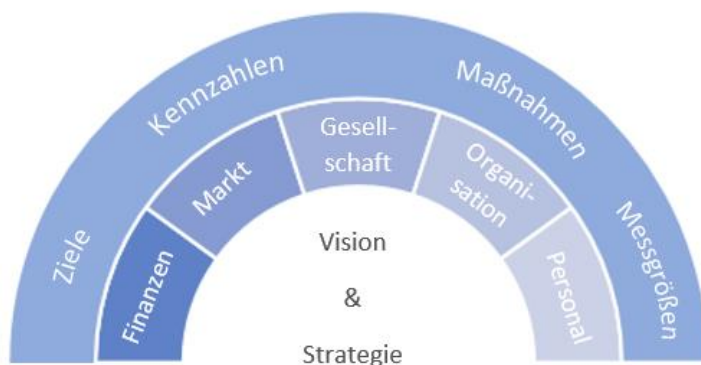 Ziele
Kennzahlen
Maßnahmen
Messgrößen
Finanzen
Markt
Gesell-
schaft
Organi-
sation
Personal
Vision
&
Strategie